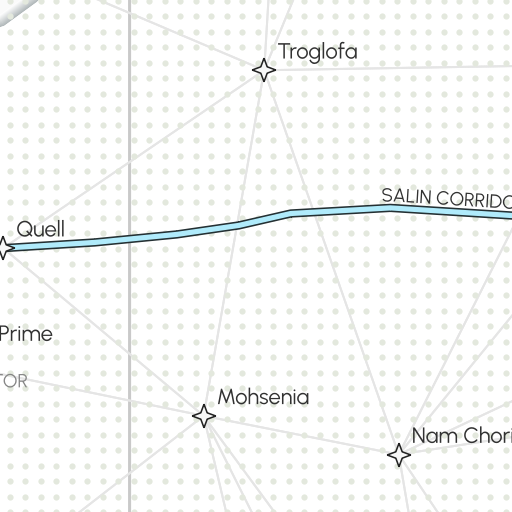 Troglofa
SALIN CORRIDO
Quell
Prime
TOR
Mohsenia
Nam Chori